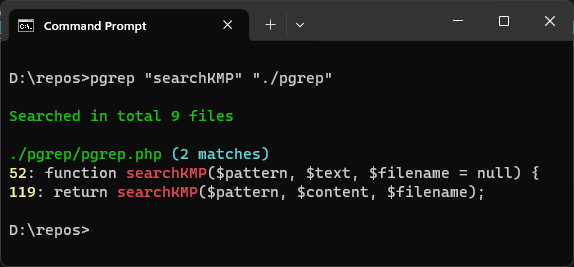 Command Prompt
D:\repos>pgrep "searchKMP" "./pgrep"
Searched in total 9 files
./pgrep/pgrep.php (2 matches)
52: function searchKMP($pattern, $text, $filename = null) {
119: return searchKMP($pattern, $content, $filename);
D:\repos>